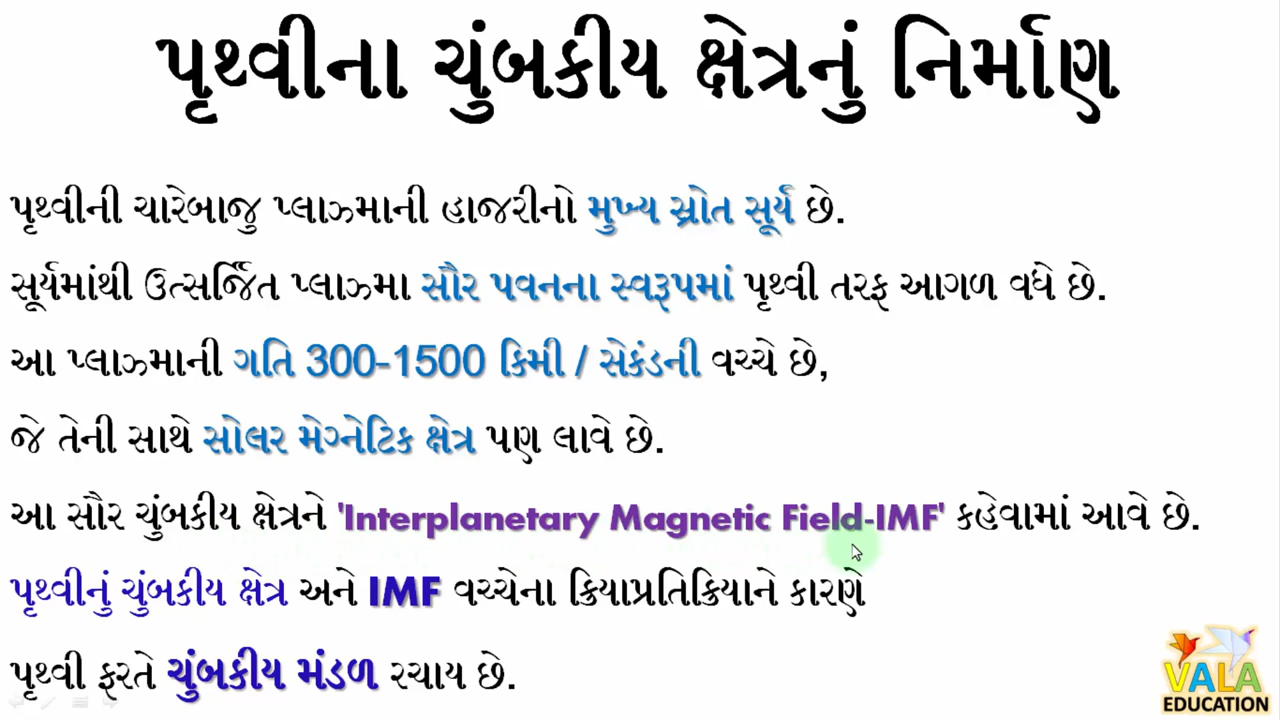 પૃથ્વીના ચુંબકીય ક્ષેત્રનું નિર્માણ
પૃથ્વીની ચારેબાજુ પ્લાઝ્માની હાજરીનો મુખ્ય સ્રોત સૂર્ય છે.
સૂર્યમાંથી ઉત્સર્જિત પ્લાઝ્મા સૌર પવનના સ્વરૂપમાં પૃથ્વી તરફ આગળ વધે છે.
આ પ્લાઝ્માની ગતિ 300-1500 કિમી / સેકંડની વચ્ચે છે,
જે તેની સાથે સોલર મેગ્નેટિક ક્ષેત્ર પણ લાવે છે.
આ સૌર ચુંબકીય ક્ષેત્રને 'Interplanetary Magnetic Field-IMF' કહેવામાં આવે છે.
પૃથ્વીનું ચુંબકીય ક્ષેત્ર અને IMF વચ્ચેના ક્રિયાપ્રતિક્રિયાને કારણે
પૃથ્વી ફરતે ચુંબકીય મંડળ રચાય છે.
VALA
EDUCATION